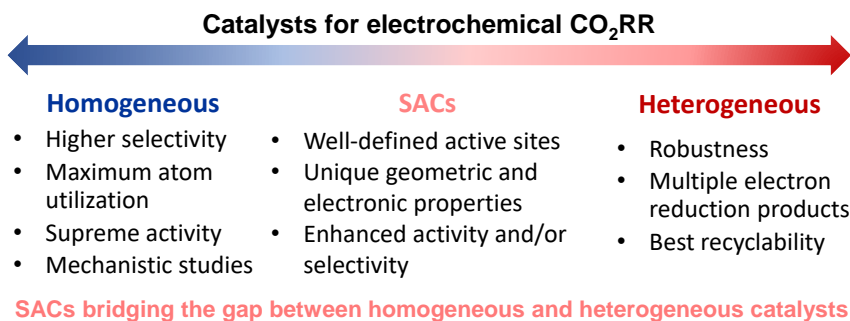 Catalysts for electrochemical CO₂RR
Homogeneous
• Higher selectivity
• Maximum atom
utilization
• Supreme activity
• Mechanistic studies
SACs
• Well-defined active sites
• Unique geometric and
electronic properties
• Enhanced activity and/or
selectivity
Heterogeneous
• Robustness
• Multiple electron
reduction products
• Best recyclability
SACs bridging the gap between homogeneous and heterogeneous catalysts